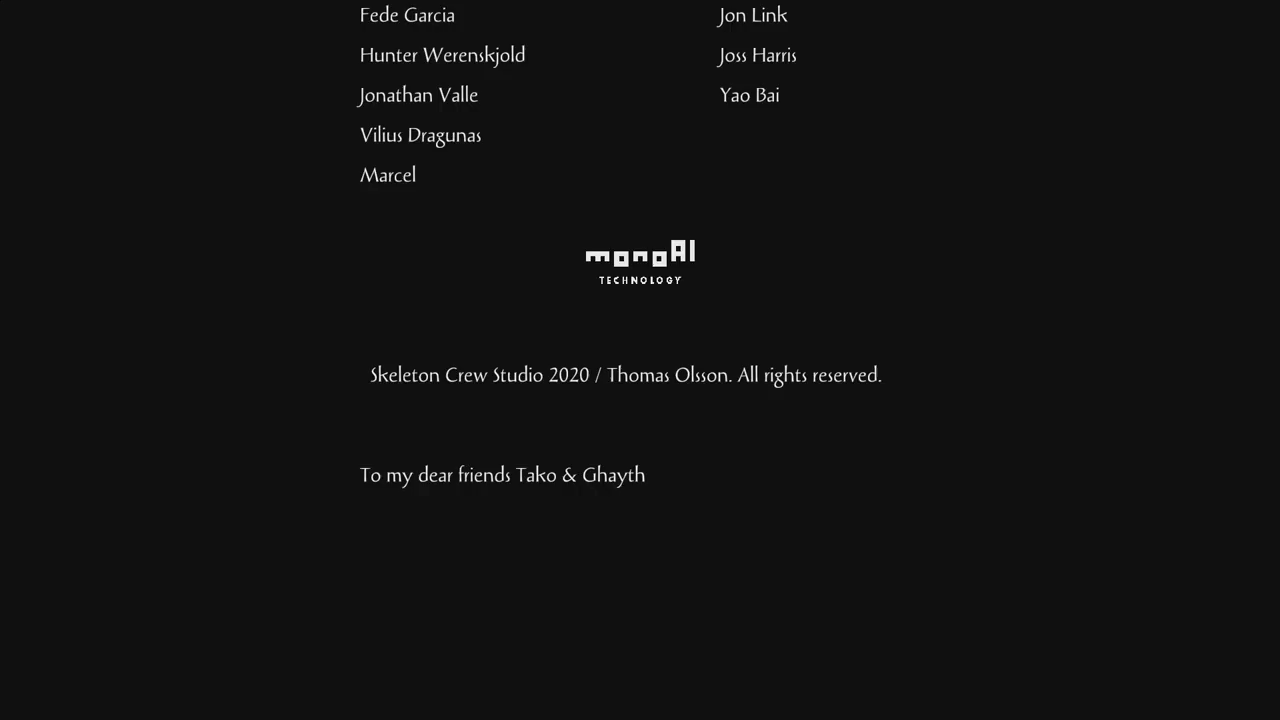 Fede Garcia
Hunter Werenskjold
Jonathan Valle
Vilius Dragunas
Marcel
Jon Link
Joss Harris
Yao Bai
monoAI
TECHNOLOGY
Skeleton Crew Studio 2020 / Thomas Olsson. All rights reserved.
To my dear friends Tako & Ghayth